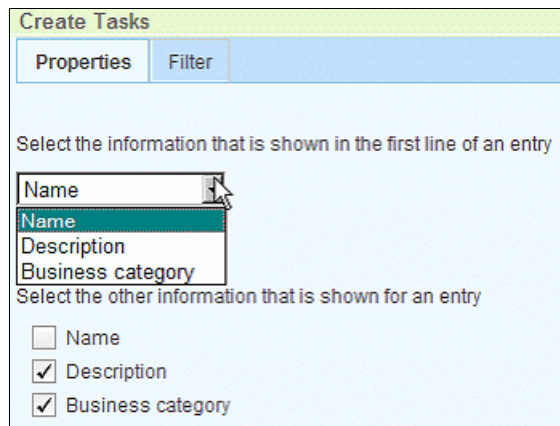 Create Tasks
Properties Filter
Select the information that is shown in the first line of an entry
Name
Name
Description
Business category
Select the other information that is shown for an entry
Name
Description
Business category